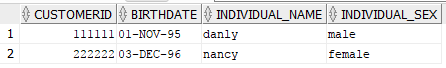 CUSTOMERID BIRTHDATE INDIVIDUAL_NAME INDIVIDUAL_SEX
1 111111 01-NOV-95 danly male
2 222222 03-DEC-96 nancy female